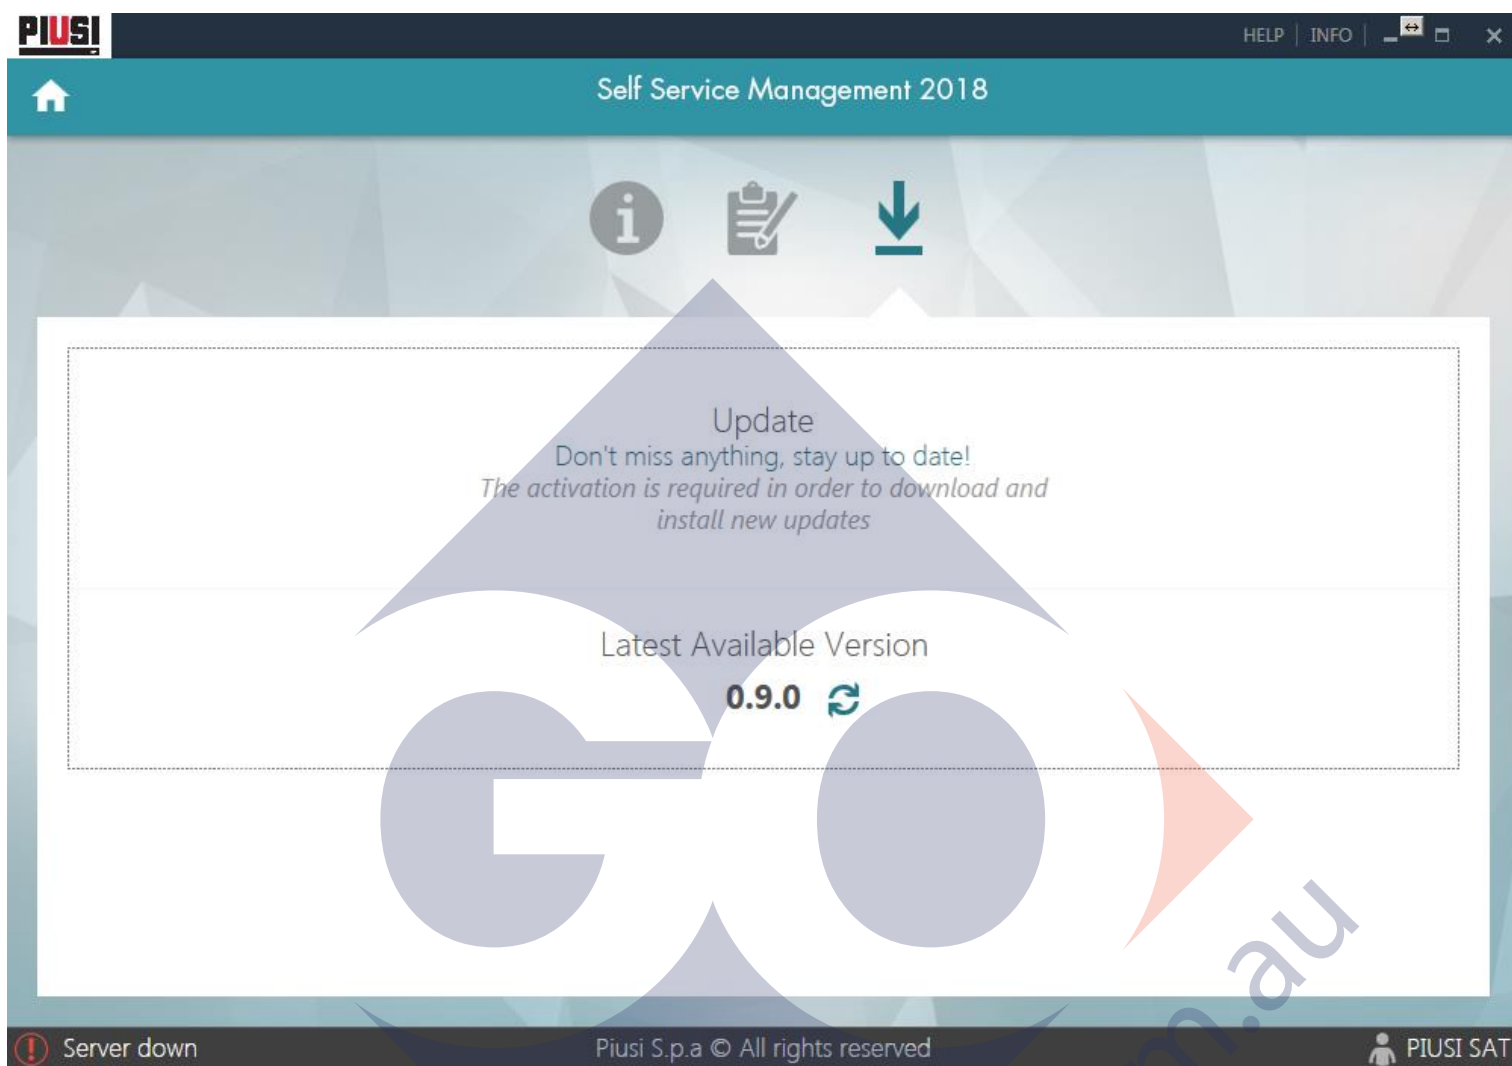 PIUSI
HELP | INFO |
Self Service Management 2018
Update
Don't miss anything, stay up to date!
The activation is required in order to download and
install new updates
Latest Available Version
0.9.0
GO
m.au
Server down
Piusi S.p.a © All rights reserved
PIUSI SAT